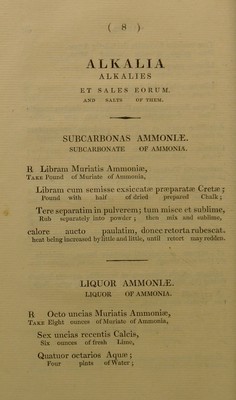 ( 8 )
ALKALIA
ALKALIES
ET SALES EORUM.
AND SALTS OF THEM.
SUBCARBONAS AMMONIÆ.
SUBCARBONATE OF AMMONIA.
R Libram Muriatis Ammoniæ,
TAKE Pound of Muriate of Ammonia,
Libram cum semisse exsiccatæ præparatæ Cretæ ;
Pound with half of dried prepared Chalk ;
Tere separatim in pulverem; tum misce et sublime,
Rub separately into powder ; then mix and sublime,
calore aucto paulatim, donec retorta rubescat.
heat being increased by little and little, until retort may redden.
LIQUOR AMMONIÆ.
LIQUOR OF AMMONIA.
R Octo uncias Muriatis Ammoniæ,
TAKE Eight ounces of Muriate of Ammonia,
Sex uncias recentis Calcis,
Six ounces of fresh Lime,
Quatuor octarios Aquæ ;
Four pints of Water ;